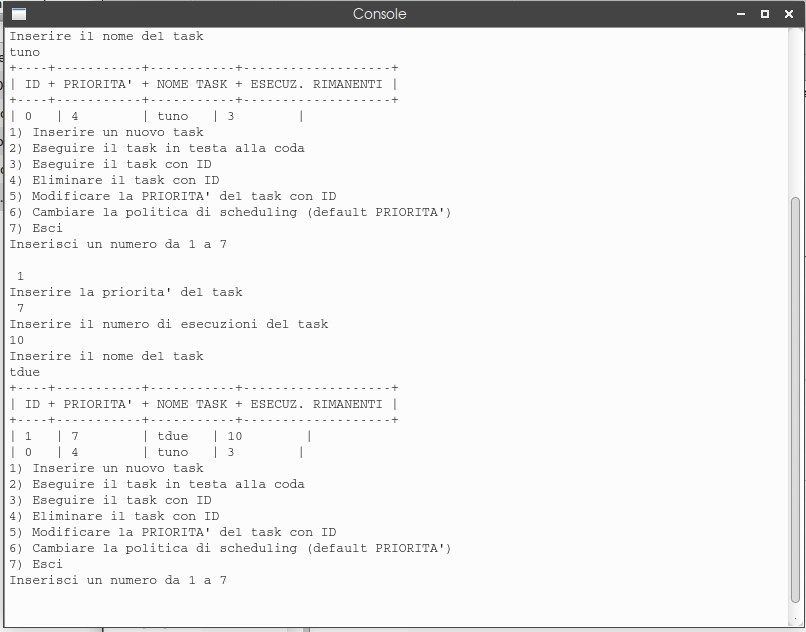 Console
Inserire il nome del task
tuno
+----+-----------+-----------+-------------------+
| ID + PRIORITA' + NOME TASK + ESECUZ. RIMANENTI |
+----+-----------+-----------+-------------------+
| 0   | 4        | tuno   | 3        |
1) Inserire un nuovo task
2) Eseguire il task in testa alla coda
3) Eseguire il task con ID
4) Eliminare il task con ID
5) Modificare la PRIORITA' del task con ID
6) Cambiare la politica di scheduling (default PRIORITA')
7) Esci
Inserisci un numero da 1 a 7
1
Inserire la priorita' del task
7
Inserire il numero di esecuzioni del task
10
Inserire il nome del task
tdue
+----+-----------+-----------+-------------------+
| ID + PRIORITA' + NOME TASK + ESECUZ. RIMANENTI |
+----+-----------+-----------+-------------------+
| 1   | 7        | tdue   | 10        |
| 0   | 4        | tuno   | 3        |
1) Inserire un nuovo task
2) Eseguire il task in testa alla coda
3) Eseguire il task con ID
4) Eliminare il task con ID
5) Modificare la PRIORITA' del task con ID
6) Cambiare la politica di scheduling (default PRIORITA')
7) Esci
Inserisci un numero da 1 a 7